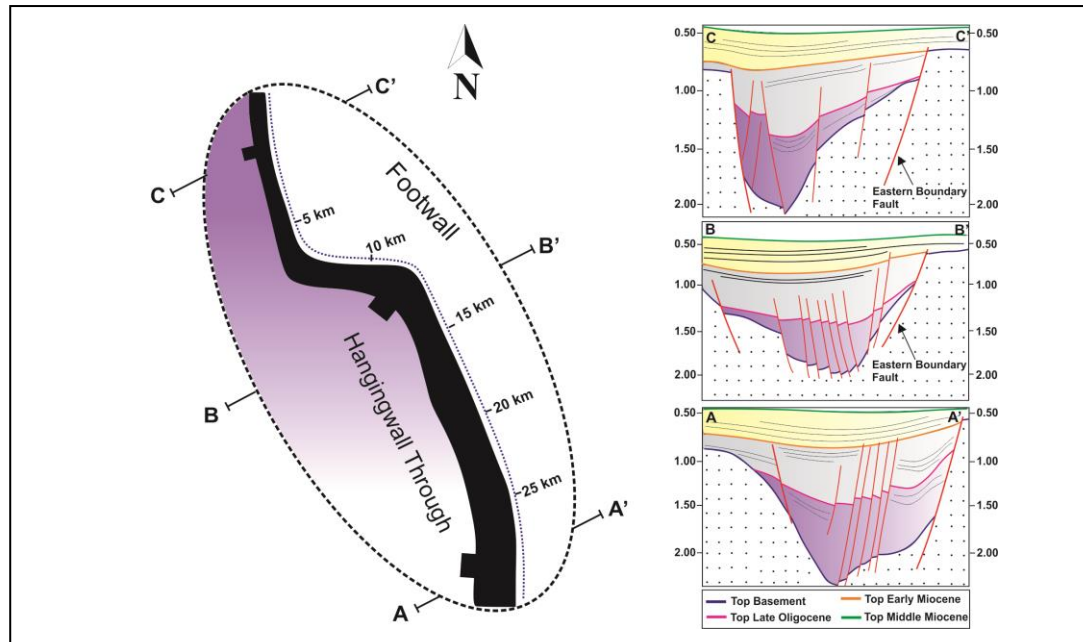 N
C'
C
5 km
Footwall
10 km
B'
15 km
Hangingwall Through
B
20 km
25 km
A'
A
0.50 C C' 0.50
1.00 1.00
1.50 1.50
2.00 2.00
Eastern Boundary
Fault
B B'
0.50 0.50
1.00 1.00
1.50 1.50
2.00 2.00
Eastern Boundary
Fault
0.50 A A' 0.50
1.00 1.00
1.50 1.50
2.00 2.00
Top Basement Top Early Miocene
Top Late Oligocene Top Middle Miocene